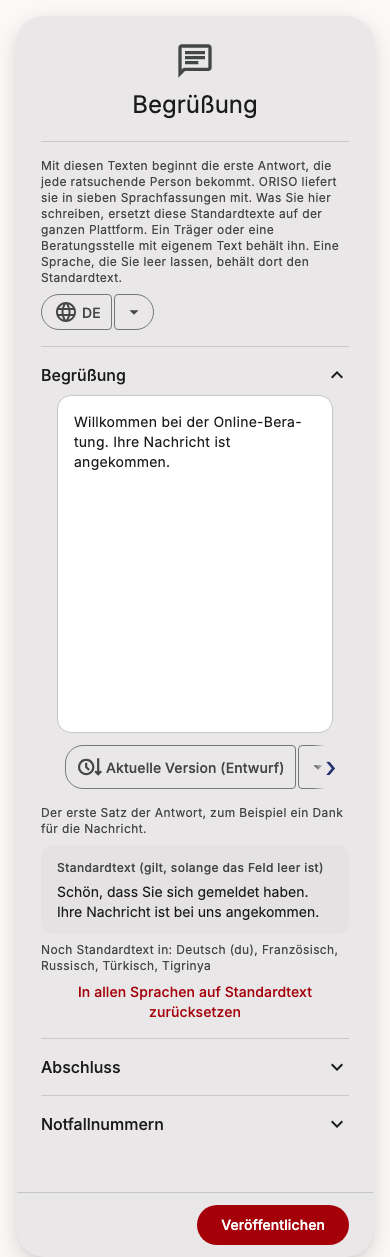 Begrüßung
Mit diesen Texten beginnt die erste Antwort, die
jede ratsuchende Person bekommt. ORISO liefert
sie in sieben Sprachfassungen mit. Was Sie hier
schreiben, ersetzt diese Standardtexte auf der
ganzen Plattform. Ein Träger oder eine
Beratungsstelle mit eigenem Text behält ihn. Eine
Sprache, die Sie leer lassen, behält dort den
Standardtext.
DE
Begrüßung
Willkommen bei der Online-Bera-
tung. Ihre Nachricht ist
angekommen.
Aktuelle Version (Entwurf)
Der erste Satz der Antwort, zum Beispiel ein Dank
für die Nachricht.
Standardtext (gilt, solange das Feld leer ist)
Schön, dass Sie sich gemeldet haben.
Ihre Nachricht ist bei uns angekommen.
Noch Standardtext in: Deutsch (du), Französisch,
Russisch, Türkisch, Tigrinya
In allen Sprachen auf Standardtext
zurücksetzen
Abschluss
Notfallnummern
Veröffentlichen